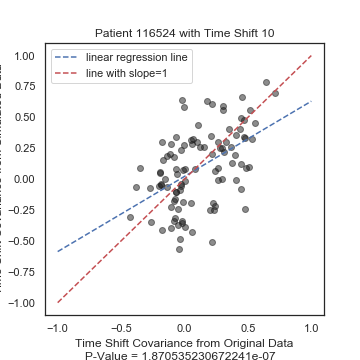 Patient 116524 with Time Shift 10
linear regression line
line with slope=1
1.00
0.75
0.50
0.25
0.00
−0.25
−0.50
−0.75
−1.00
−1.0
−0.5
0.0
0.5
1.0
Time Shift Covariance from Original Data
P-Value = 1.870535230672241e-07